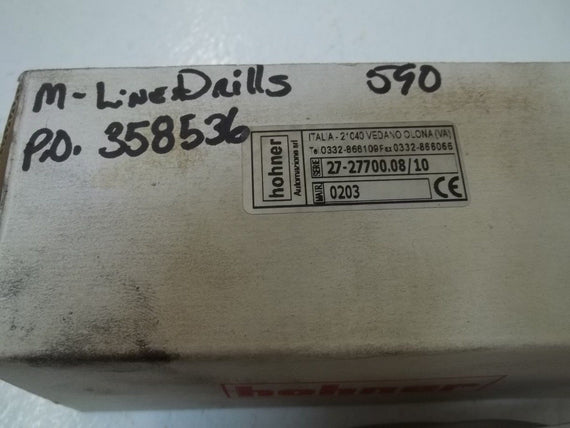 M-LINE DRILLS 590
P.O. 358536
hohner
Automazione srl
ITALIA - 21040 VEDANO OLONA (VA)
Tel 0332-866109 Fax 0332-866066
SERIE 27-27700.08/10
MATR 0203 CE
hohner